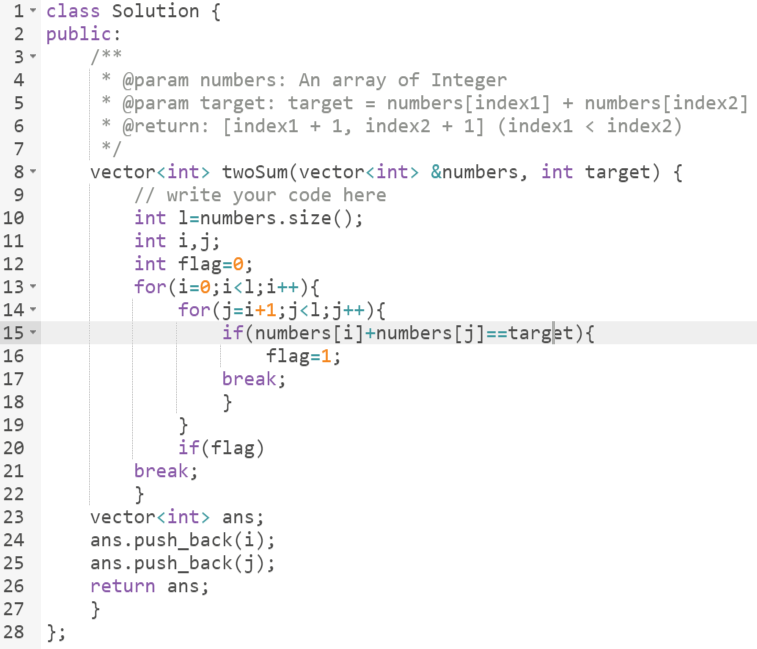 1 class Solution {
2 public:
3     /**
4      * @param numbers: An array of Integer
5      * @param target: target = numbers[index1] + numbers[index2]
6      * @return: [index1 + 1, index2 + 1] (index1 < index2)
7      */
8     vector<int> twoSum(vector<int> &numbers, int target) {
9         // write your code here
10         int l=numbers.size();
11         int i,j;
12         int flag=0;
13         for(i=0;i<l;i++){
14             for(j=i+1;j<l;j++){
15                 if(numbers[i]+numbers[j]==target){
16                     flag=1;
17                 break;
18                 }
19             }
20             if(flag)
21         break;
22         }
23     vector<int> ans;
24     ans.push_back(i);
25     ans.push_back(j);
26     return ans;
27     }
28 };